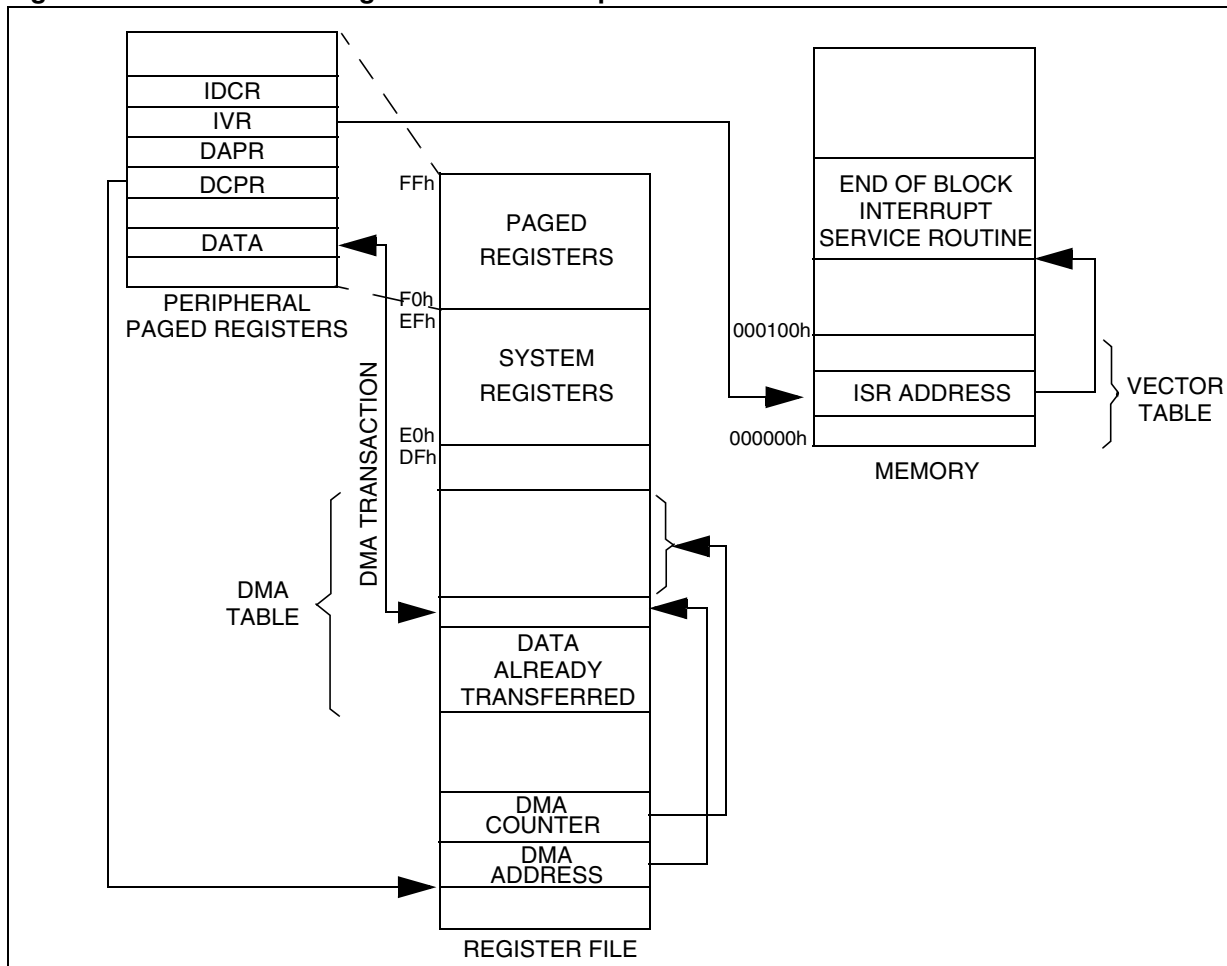 IDCR
IVR
DAPR
DCPR
DATA
PERIPHERAL
PAGED REGISTERS
FFh
PAGED
REGISTERS
F0h
EFh
SYSTEM
REGISTERS
E0h
DFh
DMA TRANSACTION
DMA
TABLE
DATA
ALREADY
TRANSFERRED
DMA
COUNTER
DMA
ADDRESS
REGISTER FILE
END OF BLOCK
INTERRUPT
SERVICE ROUTINE
000100h
ISR ADDRESS
000000h
MEMORY
VECTOR
TABLE